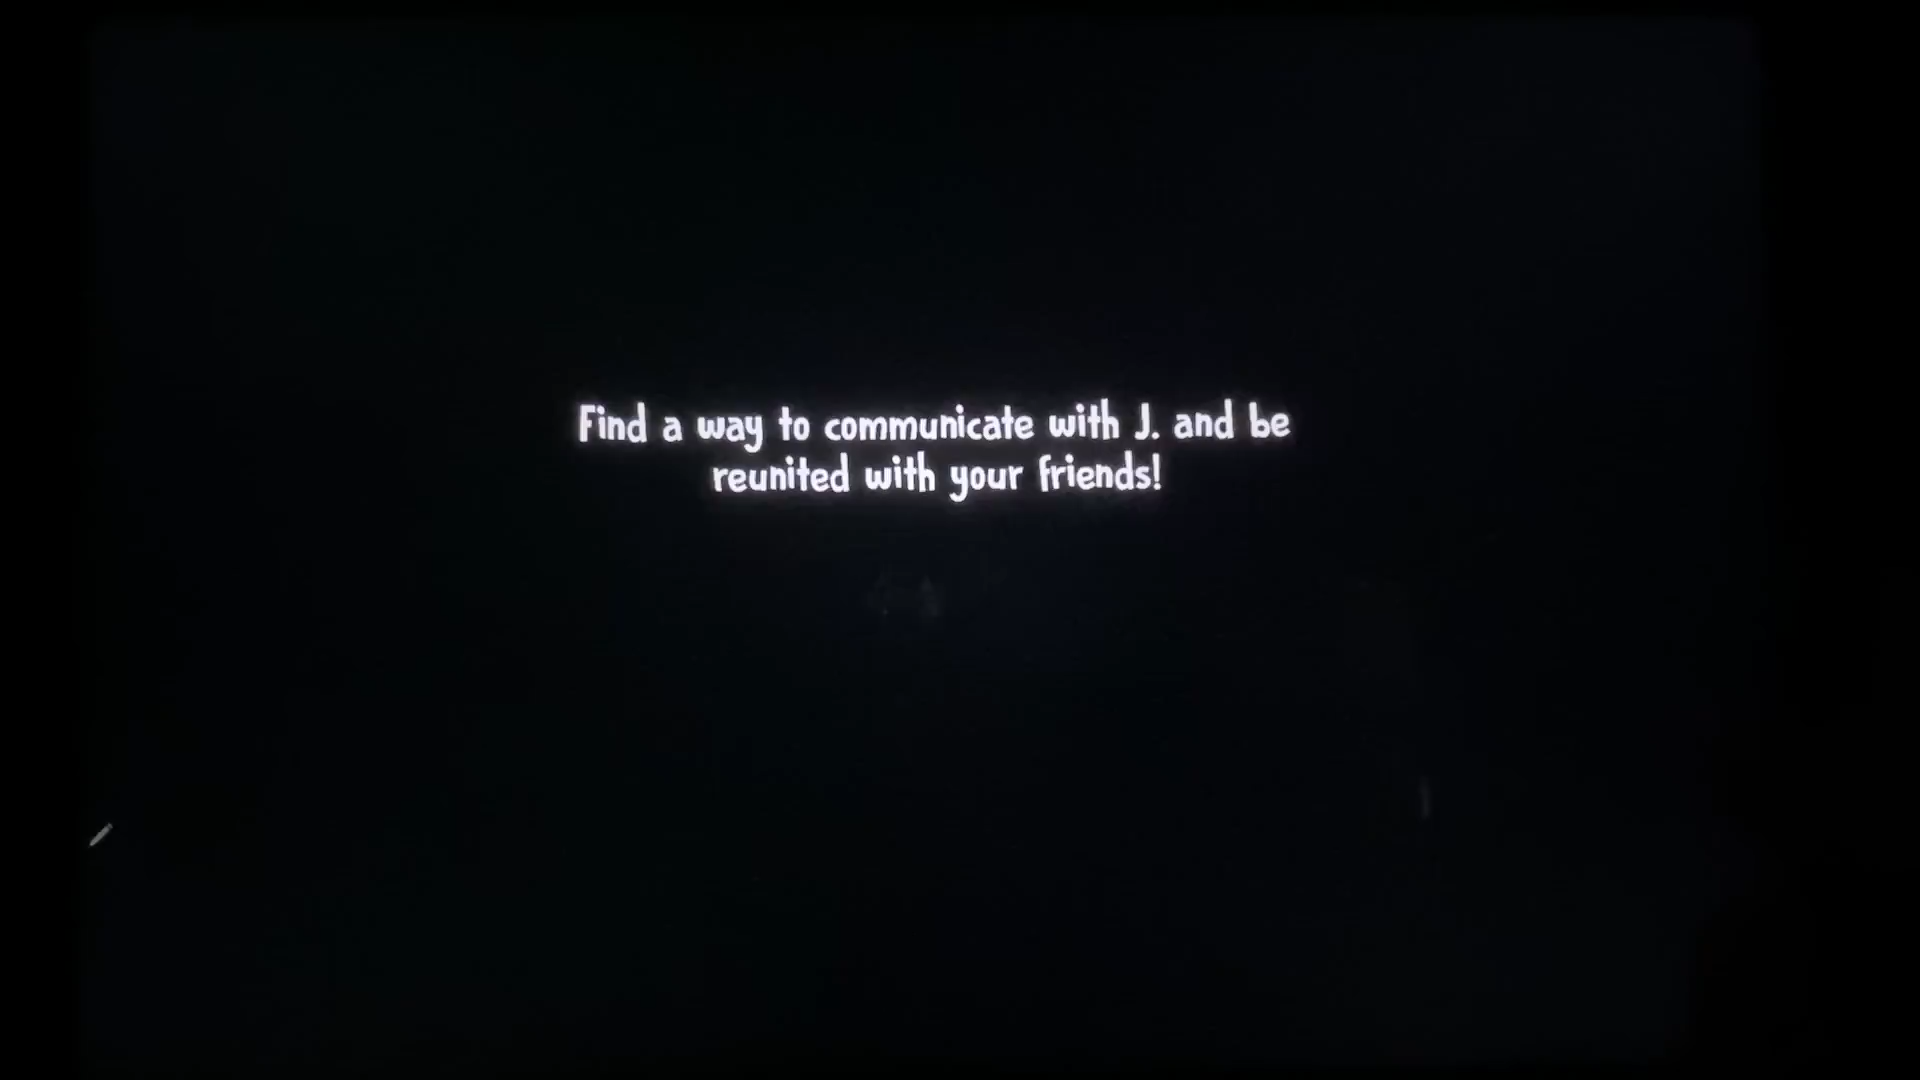 Find a way to communicate with J. and be
reunited with your friends!